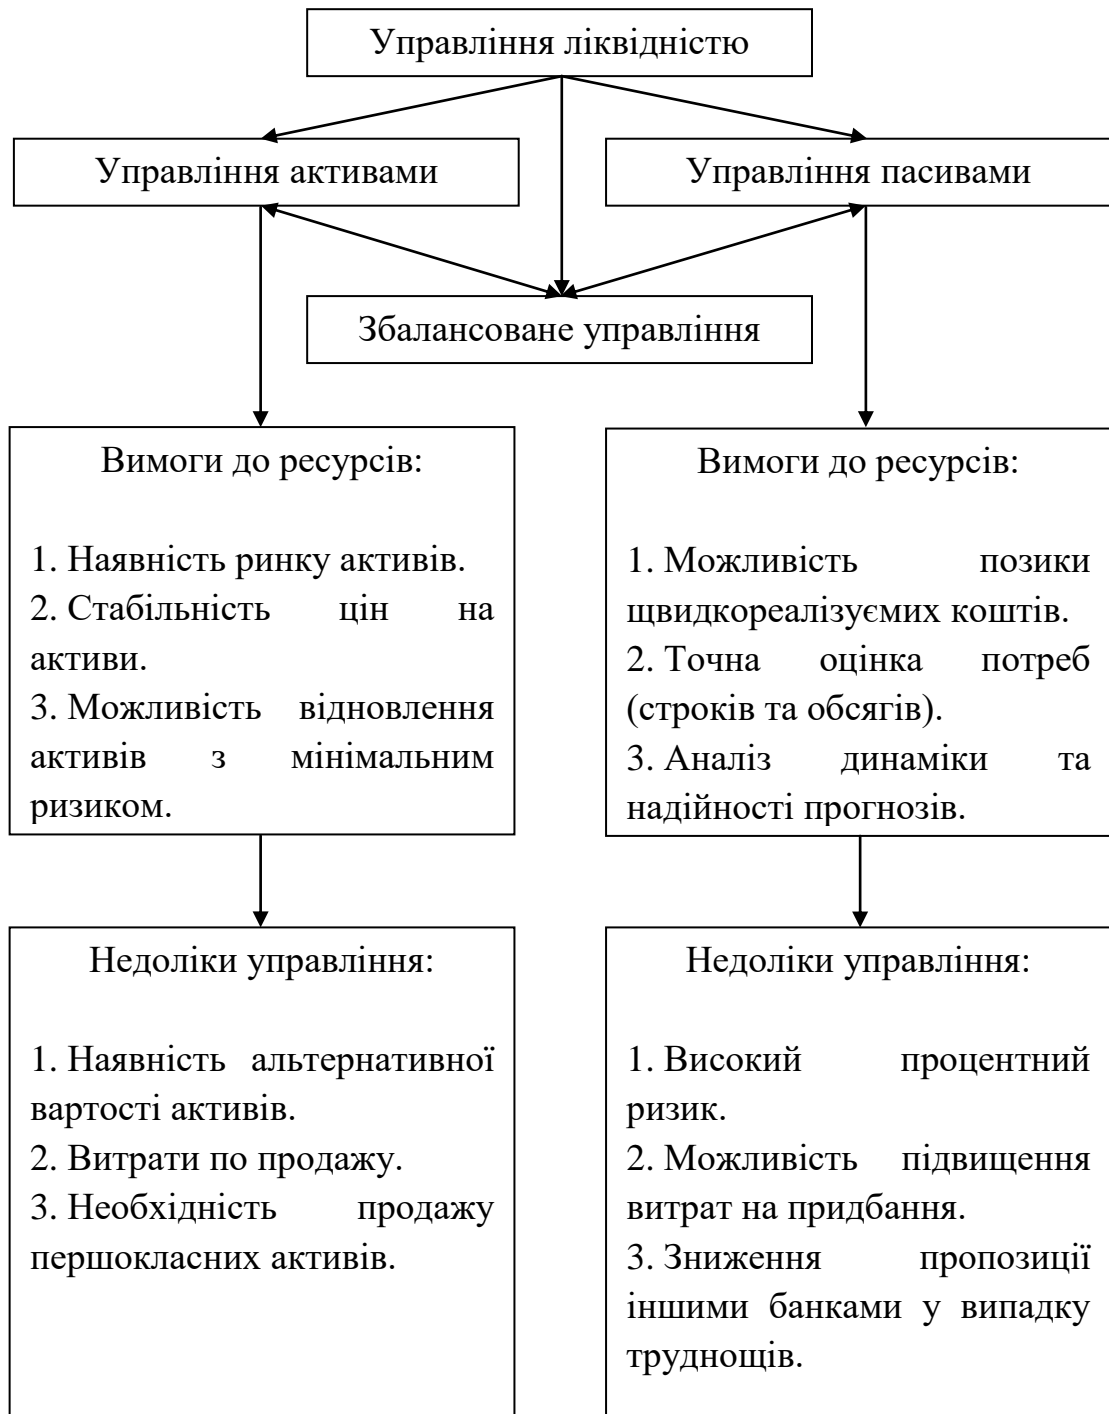 Управління ліквідністю
Управління активами
Управління пасивами
Збалансоване управління
Вимоги до ресурсів:
1. Наявність ринку активів.
2. Стабільність цін на
активи.
3. Можливість відновлення
активів з мінімальним
ризиком.
Вимоги до ресурсів:
1. Можливість позики
щвидкореалізуємих коштів.
2. Точна оцінка потреб
(строків та обсягів).
3. Аналіз динаміки та
надійності прогнозів.
Недоліки управління:
1. Наявність альтернативної
вартості активів.
2. Витрати по продажу.
3. Необхідність продажу
першокласних активів.
Недоліки управління:
1. Високий процентний
ризик.
2. Можливість підвищення
витрат на придбання.
3. Зниження пропозиції
іншими банками у випадку
труднощів.